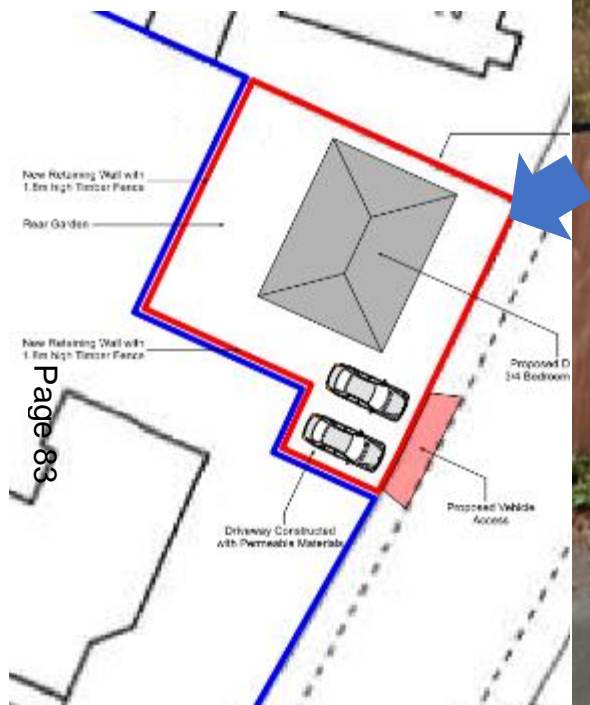 New Retaining Wall with
1.8m high Timber Fence
Rear Garden
New Retaining Wall with
1.8m high Timber Fence
Page 83
Proposed D
3/4 Bedroom
Proposed Vehicle
Access
Driveway Constructed
with Permeable Materials